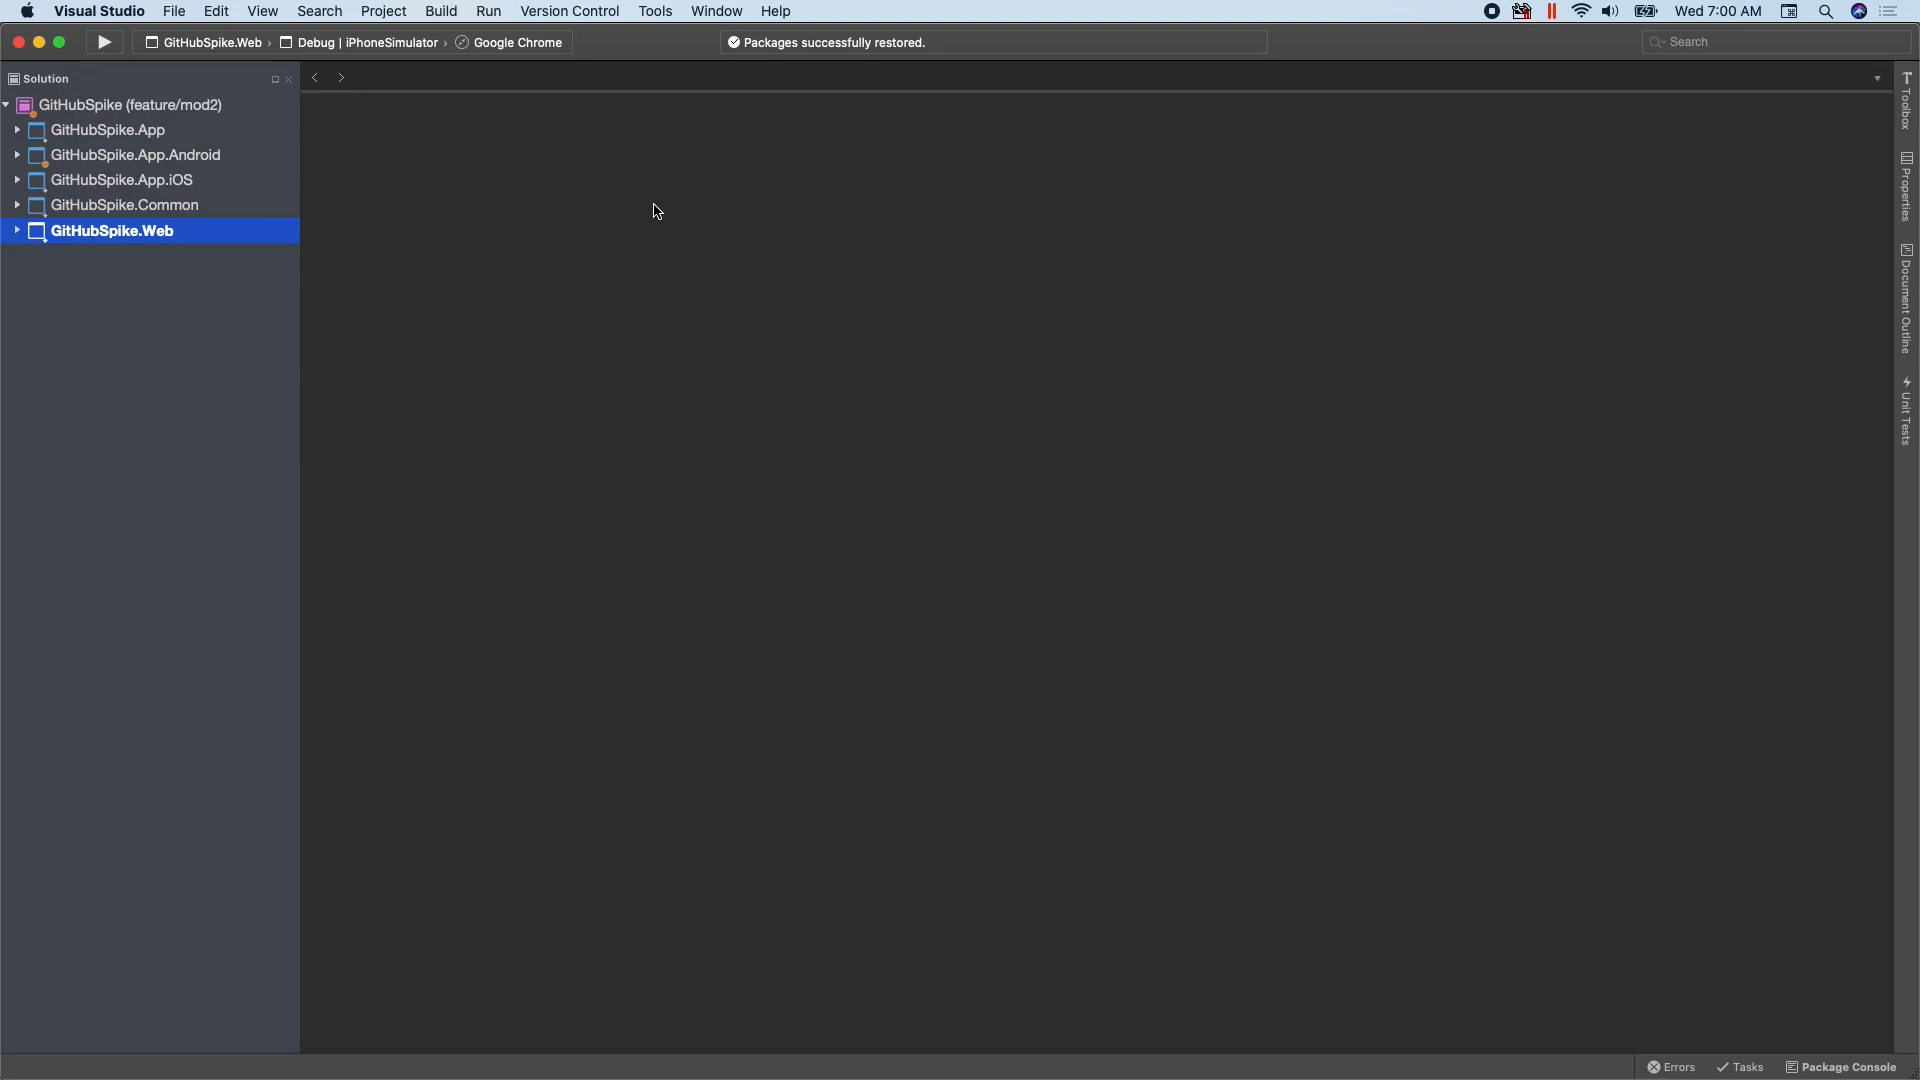 Visual Studio File Edit View Search Project Build Run Version Control Tools Window Help Wed 7:00 AM
GitHubSpike.Web › Debug | iPhoneSimulator › Google Chrome Packages successfully restored. Search
Solution
GitHubSpike (feature/mod2)
GitHubSpike.App
GitHubSpike.App.Android
GitHubSpike.App.iOS
GitHubSpike.Common
GitHubSpike.Web
Toolbox
Properties
Document Outline
Unit Tests
Errors Tasks Package Console